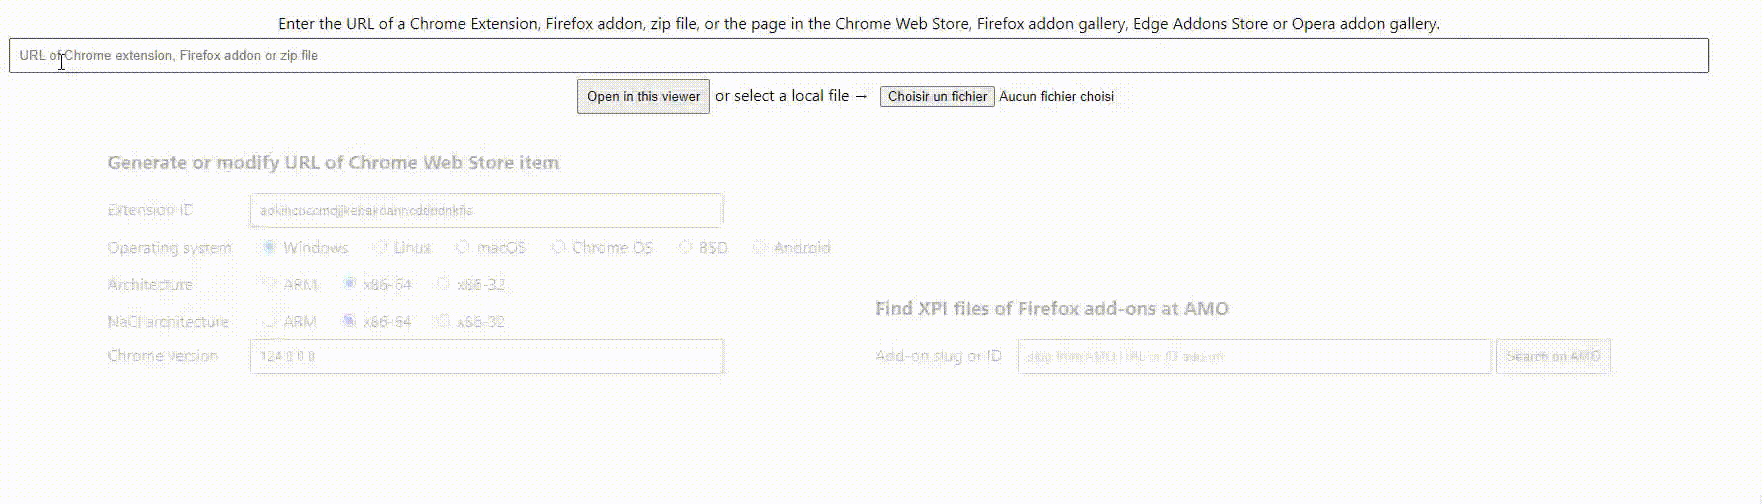 Enter the URL of a Chrome Extension, Firefox addon, zip file, or the page in the Chrome Web Store, Firefox addon gallery, Edge Addons Store or Opera addon gallery.
URL of Chrome extension, Firefox addon or zip file
Open in this viewer or select a local file → Choisir un fichier Aucun fichier choisi
Generate or modify URL of Chrome Web Store item
Extension ID
Operating system Windows Linux macOS Chrome OS BSD Android
Architecture ARM x86-64 x86-32
NaCl architecture ARM x86-64 x86-32
Chrome version 124.0.0.0
Find XPI files of Firefox add-ons at AMO
Add-on slug or ID Search on AMO